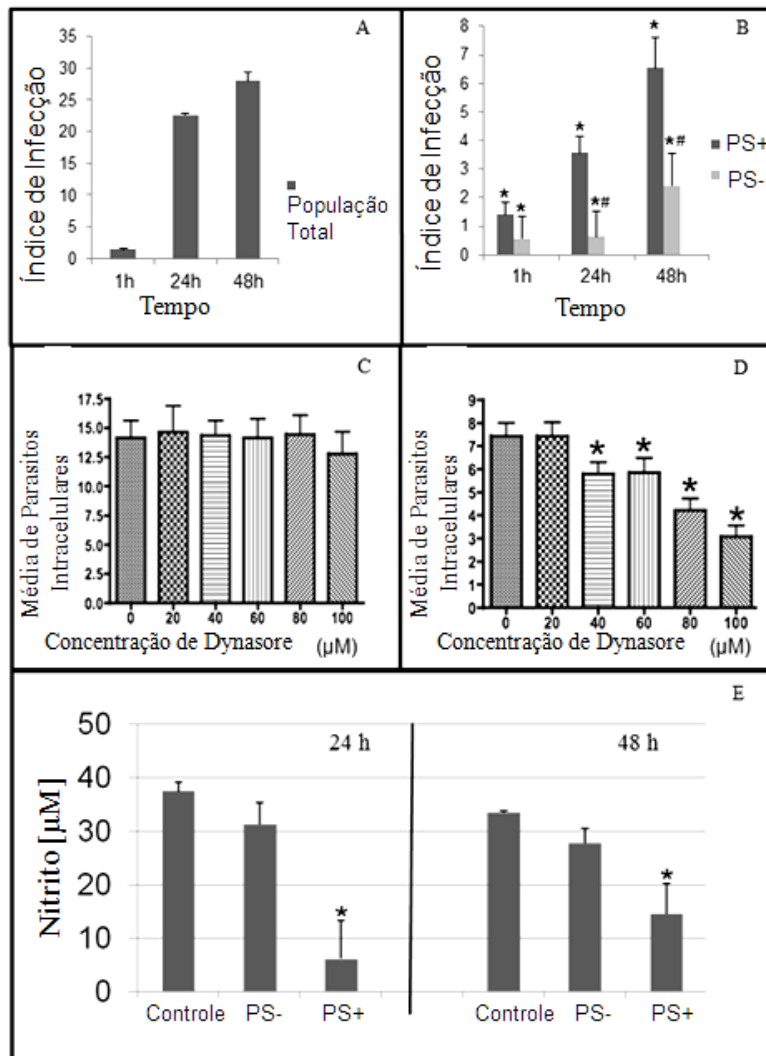 A
Índice de Infecção
35
30
25
20
15
10
5
0
1h 24h 48h
Tempo
População
Total
B
Índice de Infecção
8
7
6
5
4
3
2
1
0
* * * *# * *#
1h 24h 48h
Tempo
PS+
PS-
C
Média de Parasitos
Intracelulares
17.5
15.0
12.5
10.0
7.5
5.0
2.5
0.0
0 20 40 60 80 100
Concentração de Dynasore (µM)
D
Média de Parasitos
Intracelulares
9
8
7
6
5
4
3
2
1
0
* * * *
0 20 40 60 80 100
Concentração de Dynasore (µM)
E
Nitrito [µM]
50
40
30
20
10
0
24 h 48 h
* *
Controle PS- PS+ Controle PS- PS+